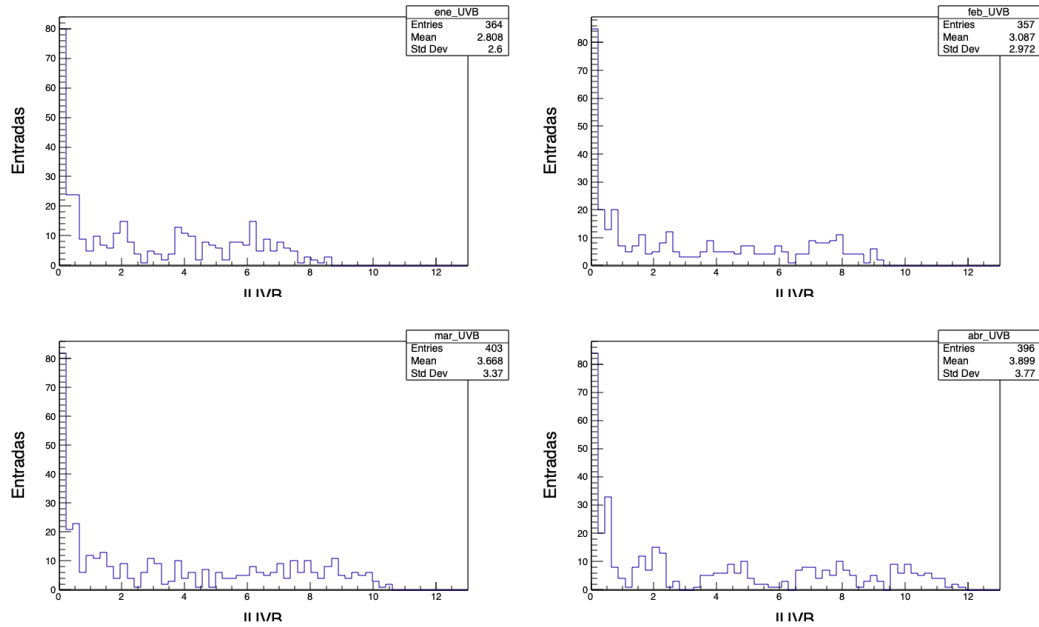 ene_UVB
Entries 364
Mean 2.808
Std Dev 2.6
80
70
60
50
40
30
20
10
0
Entradas
0 2 4 6 8 10 12
IUVB
feb_UVB
Entries 357
Mean 3.087
Std Dev 2.972
80
70
60
50
40
30
20
10
0
Entradas
0 2 4 6 8 10 12
IUVB
mar_UVB
Entries 403
Mean 3.668
Std Dev 3.37
80
70
60
50
40
30
20
10
0
Entradas
0 2 4 6 8 10 12
IUVB
abr_UVB
Entries 396
Mean 3.899
Std Dev 3.77
80
70
60
50
40
30
20
10
0
Entradas
0 2 4 6 8 10 12
IUVB